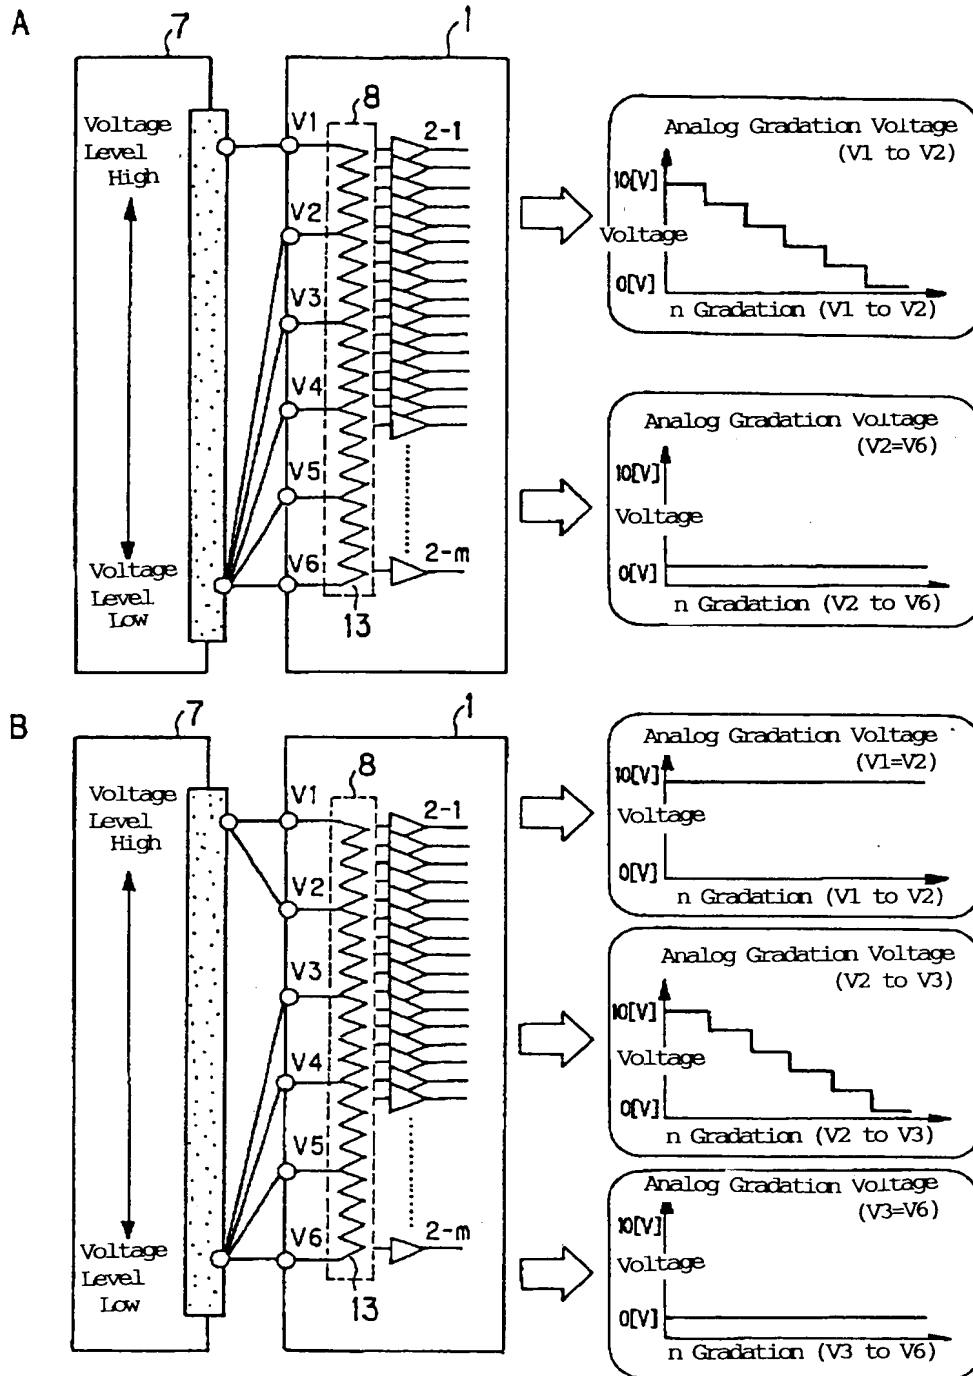 A
7
1
Voltage
Level
High
Voltage
Level
Low
V1
V2
V3
V4
V5
V6
8
2-1
2-m
13
Analog Gradation Voltage
(V1 to V2)
10[V]
Voltage
0[V]
n Gradation (V1 to V2)
Analog Gradation Voltage
(V2=V6)
10[V]
Voltage
0[V]
n Gradation (V2 to V6)
B
7
1
Voltage
Level
High
Voltage
Level
Low
V1
V2
V3
V4
V5
V6
8
2-1
2-m
13
Analog Gradation Voltage
(V1=V2)
10[V]
Voltage
0[V]
n Gradation (V1 to V2)
Analog Gradation Voltage
(V2 to V3)
10[V]
Voltage
0[V]
n Gradation (V2 to V3)
Analog Gradation Voltage
(V3=V6)
10[V]
Voltage
0[V]
n Gradation (V3 to V6)